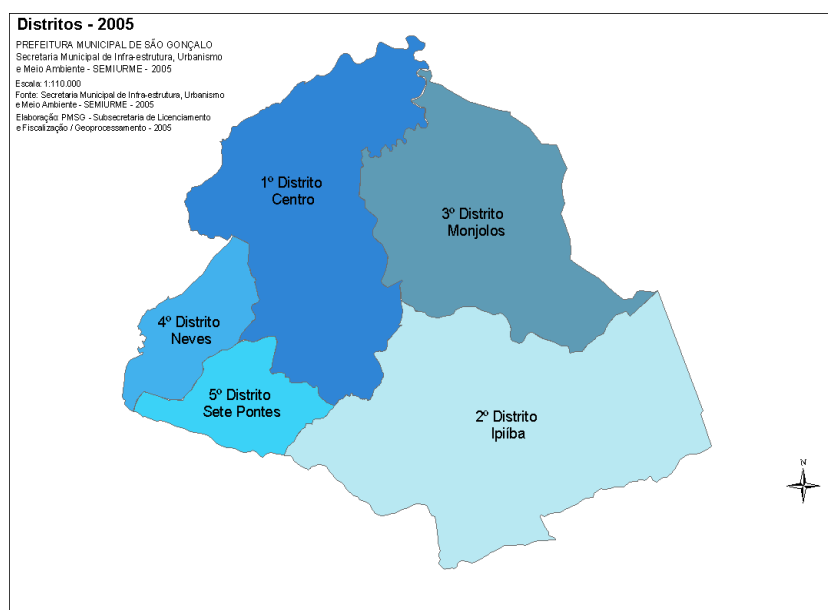 Distritos - 2005
PREFEITURA MUNICIPAL DE SÃO GONÇALO
Secretaria Municipal de Infra-estrutura, Urbanismo
e Meio Ambiente - SEMIURME - 2005
Escala: 1:110.000
Fonte: Secretaria Municipal de Infra-estrutura, Urbanismo
e Meio Ambiente - SEMIURME - 2005
Elaboração: PMSG - Subsecretaria de Licenciamento
e Fiscalização / Geoprocessamento - 2005
1º Distrito
Centro
3º Distrito
Monjolos
4º Distrito
Neves
5º Distrito
Sete Pontes
2º Distrito
Ipiíba
N